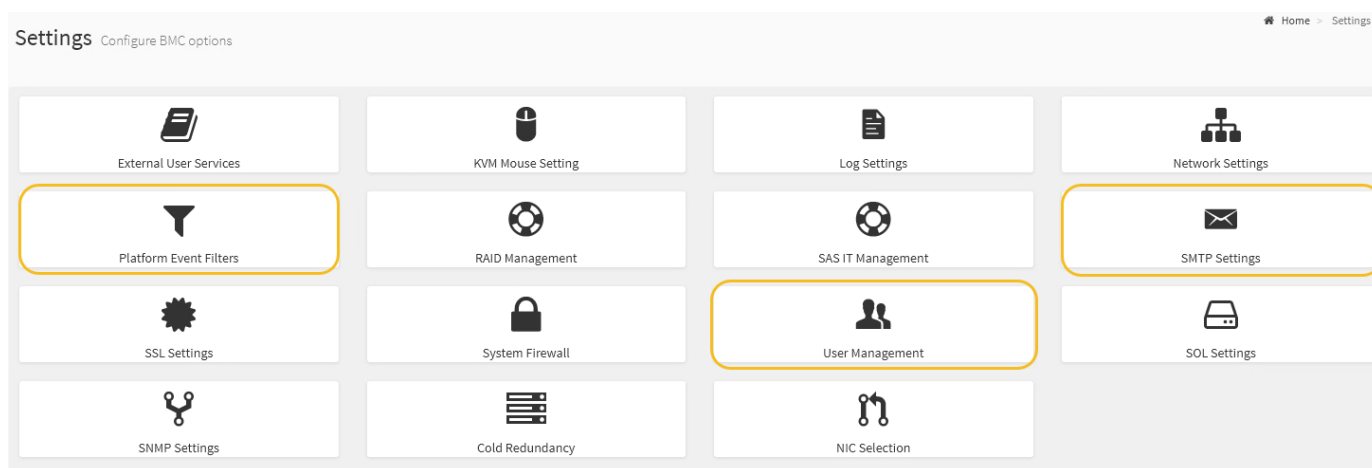 Home > Settings
Settings Configure BMC options
External User Services
KVM Mouse Setting
Log Settings
Network Settings
Platform Event Filters
RAID Management
SAS IT Management
SMTP Settings
SSL Settings
System Firewall
User Management
SOL Settings
SNMP Settings
Cold Redundancy
NIC Selection